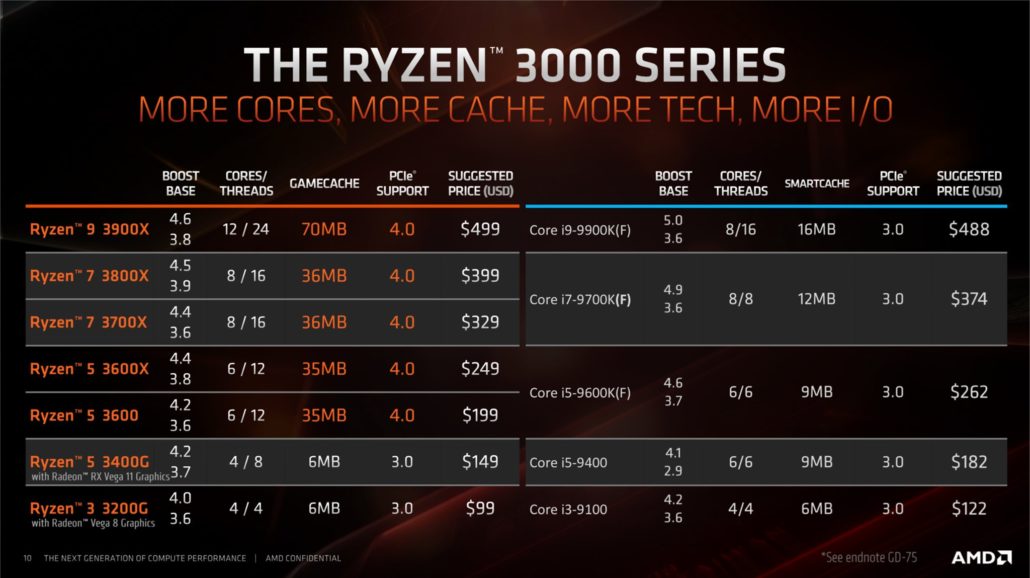 THE RYZEN™ 3000 SERIES
MORE CORES, MORE CACHE, MORE TECH, MORE I/O
BOOST BASE CORES/ THREADS GAMECACHE PCIe® SUPPORT SUGGESTED PRICE (USD)
Ryzen™ 9 3900X 4.6 3.8 12 / 24 70MB 4.0 $499
Ryzen™ 7 3800X 4.5 3.9 8 / 16 36MB 4.0 $399
Ryzen™ 7 3700X 4.4 3.6 8 / 16 36MB 4.0 $329
Ryzen™ 5 3600X 4.4 3.8 6 / 12 35MB 4.0 $249
Ryzen™ 5 3600 4.2 3.6 6 / 12 35MB 4.0 $199
Ryzen™ 5 3400G 4.2 3.7 4 / 8 6MB 3.0 $149
with Radeon™ RX Vega 11 Graphics
Ryzen™ 3 3200G 4.0 3.6 4 / 4 6MB 3.0 $99
with Radeon™ Vega 8 Graphics
BOOST BASE CORES/ THREADS SMARTCACHE PCIe® SUPPORT SUGGESTED PRICE (USD)
Core i9-9900K(F) 5.0 3.6 8/16 16MB 3.0 $488
Core i7-9700K(F) 4.9 3.6 8/8 12MB 3.0 $374
Core i5-9600K(F) 4.6 3.7 6/6 9MB 3.0 $262
Core i5-9400 4.1 2.9 6/6 9MB 3.0 $182
Core i3-9100 4.2 3.6 4/4 6MB 3.0 $122
10 THE NEXT GENERATION OF COMPUTE PERFORMANCE | AMD CONFIDENTIAL
*See endnote GD-75
AMD